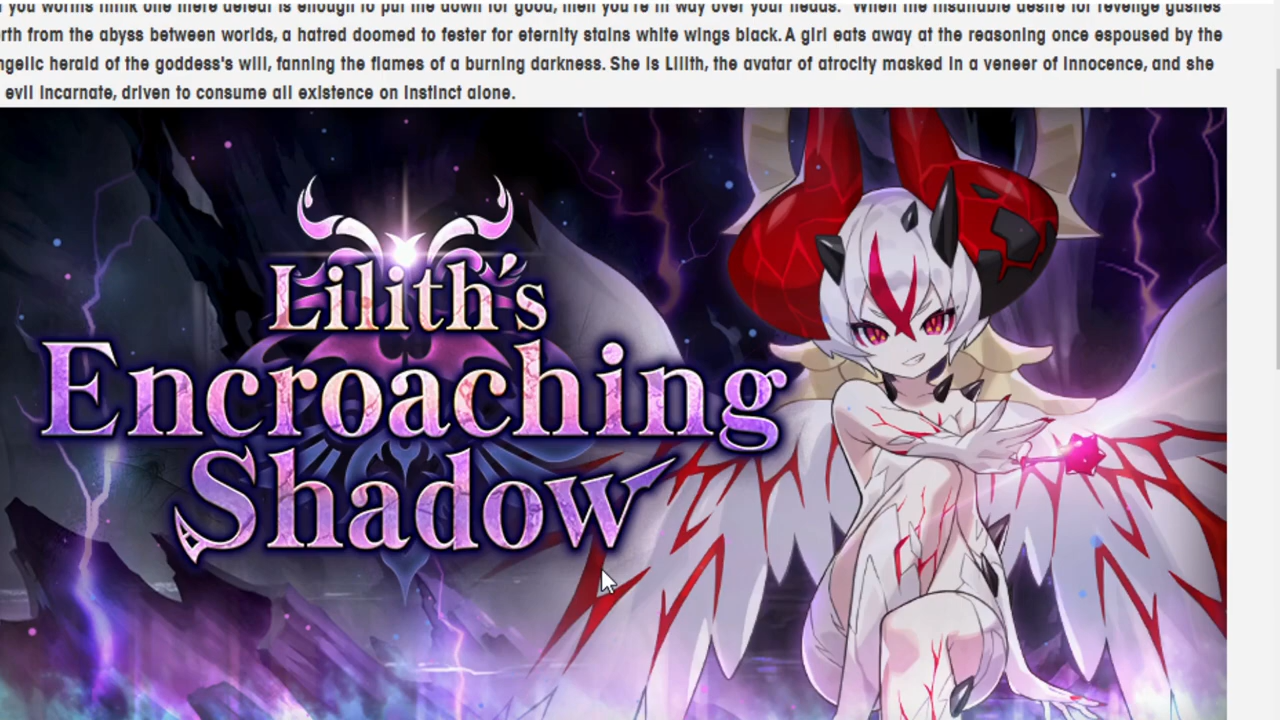 you worms think one mere defeat is enough to put me down for good, then you're in way over your heads." When the insatiable desire for revenge gushes
rth from the abyss between worlds, a hatred doomed to fester for eternity stains white wings black. A girl eats away at the reasoning once espoused by the
ngelic herald of the goddess's will, fanning the flames of a burning darkness. She is Lilith, the avatar of atrocity masked in a veneer of innocence, and she
evil incarnate, driven to consume all existence on instinct alone.
Lilith's
Encroaching
Shadow